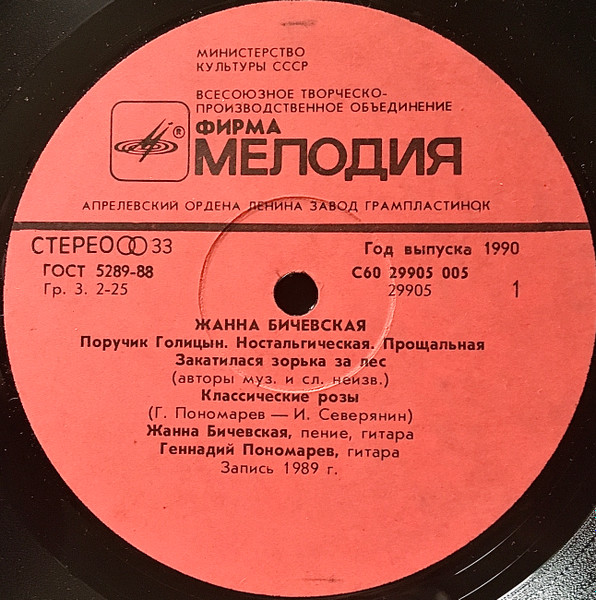 МИНИСТЕРСТВО
КУЛЬТУРЫ СССР
ВСЕСОЮЗНОЕ ТВОРЧЕСКО-
-ПРОИЗВОДСТВЕННОЕ ОБЪЕДИНЕНИЕ
®
ФИРМА
МЕЛОДИЯ
АПРЕЛЕВСКИЙ ОРДЕНА ЛЕНИНА ЗАВОД ГРАМПЛАСТИНОК
СТЕРЕО 33
Год выпуска 1990
ГОСТ 5289-88
С60 29905 005
Гр. 3. 2-25
29905
1
ЖАННА БИЧЕВСКАЯ
Поручик Голицын. Ностальгическая. Прощальная
Закатилася зорька за лес
(авторы муз. и сл. неизв.)
Классические розы
(Г. Пономарев — И. Северянин)
Жанна Бичевская, пение, гитара
Геннадий Пономарев, гитара
Запись 1989 г.